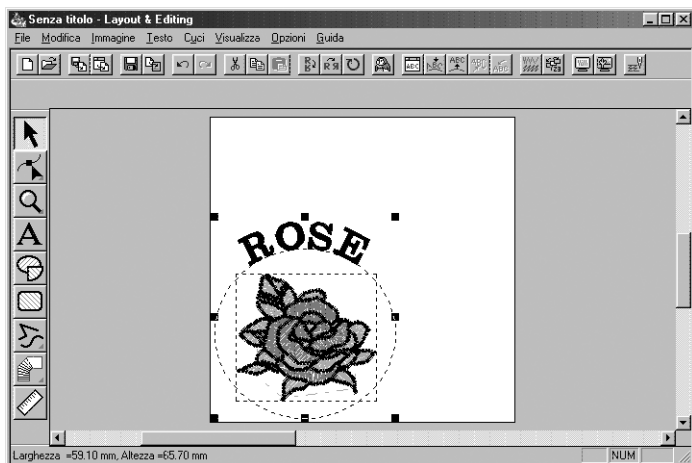 Senza titolo - Layout & Editing
File Modifica Immagine Testo Cuci Visualizza Opzioni Guida
ROSE
A
Larghezza =59.10 mm, Altezza =65.70 mm
NUM